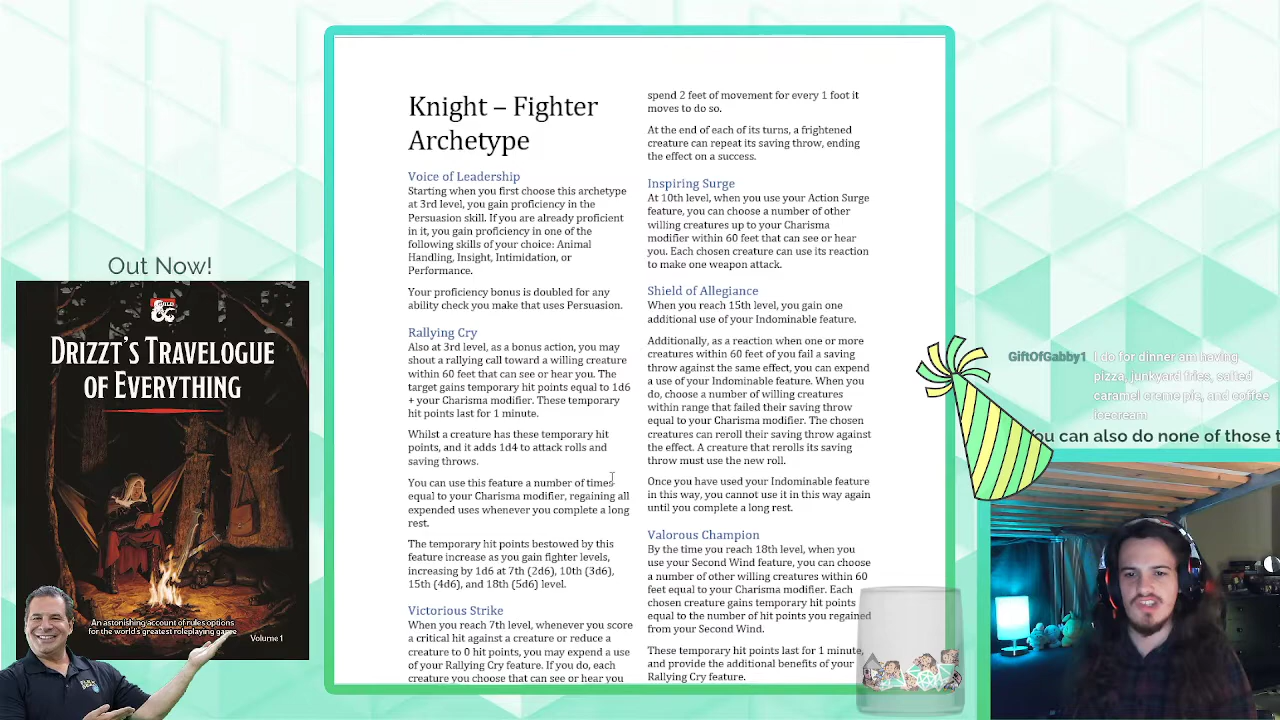 Out Now!
DRIZZT'S TRAVELOGUE
OF EVERYTHING
An astonishing account of rules options
for the world's greatest roleplaying game
Volume 1
Knight – Fighter
Archetype
Voice of Leadership
Starting when you first choose this archetype
at 3rd level, you gain proficiency in the
Persuasion skill. If you are already proficient
in it, you gain proficiency in one of the
following skills of your choice: Animal
Handling, Insight, Intimidation, or
Performance.
Your proficiency bonus is doubled for any
ability check you make that uses Persuasion.
Rallying Cry
Also at 3rd level, as a bonus action, you may
shout a rallying call toward a willing creature
within 60 feet that can see or hear you. The
target gains temporary hit points equal to 1d6
+ your Charisma modifier. These temporary
hit points last for 1 minute.
Whilst a creature has these temporary hit
points, and it adds 1d4 to attack rolls and
saving throws.
You can use this feature a number of times
equal to your Charisma modifier, regaining all
expended uses whenever you complete a long
rest.
The temporary hit points bestowed by this
feature increase as you gain fighter levels,
increasing by 1d6 at 7th (2d6), 10th (3d6),
15th (4d6), and 18th (5d6) level.
Victorious Strike
When you reach 7th level, whenever you score
a critical hit against a creature or reduce a
creature to 0 hit points, you may expend a use
of your Rallying Cry feature. If you do, each
creature you choose that can see or hear you
spend 2 feet of movement for every 1 foot it
moves to do so.
At the end of each of its turns, a frightened
creature can repeat its saving throw, ending
the effect on a success.
Inspiring Surge
At 10th level, when you use your Action Surge
feature, you can choose a number of other
willing creatures up to your Charisma
modifier within 60 feet that can see or hear
you. Each chosen creature can use its reaction
to make one weapon attack.
Shield of Allegiance
When you reach 15th level, you gain one
additional use of your Indominable feature.
Additionally, as a reaction when one or more
creatures within 60 feet of you fail a saving
throw against the same effect, you can expend
a use of your Indominable feature. When you
do, choose a number of willing creatures
within range that failed their saving throw
equal to your Charisma modifier. The chosen
creatures can reroll their saving throw against
the effect. A creature that rerolls its saving
throw must use the new roll.
Once you have used your Indominable feature
in this way, you cannot use it in this way again
until you complete a long rest.
Valorous Champion
By the time you reach 18th level, when you
use your Second Wind feature, you can choose
a number of other willing creatures within 60
feet equal to your Charisma modifier. Each
chosen creature gains temporary hit points
equal to the number of hit points you regained
from your Second Wind.
These temporary hit points last for 1 minute,
and provide the additional benefits of your
Rallying Cry feature.
GiftOfGabby1 I do for dinner am having
pizza, junkyard fries, salted
caramel creme pie, and coffee
icecream
You can also do none of those t